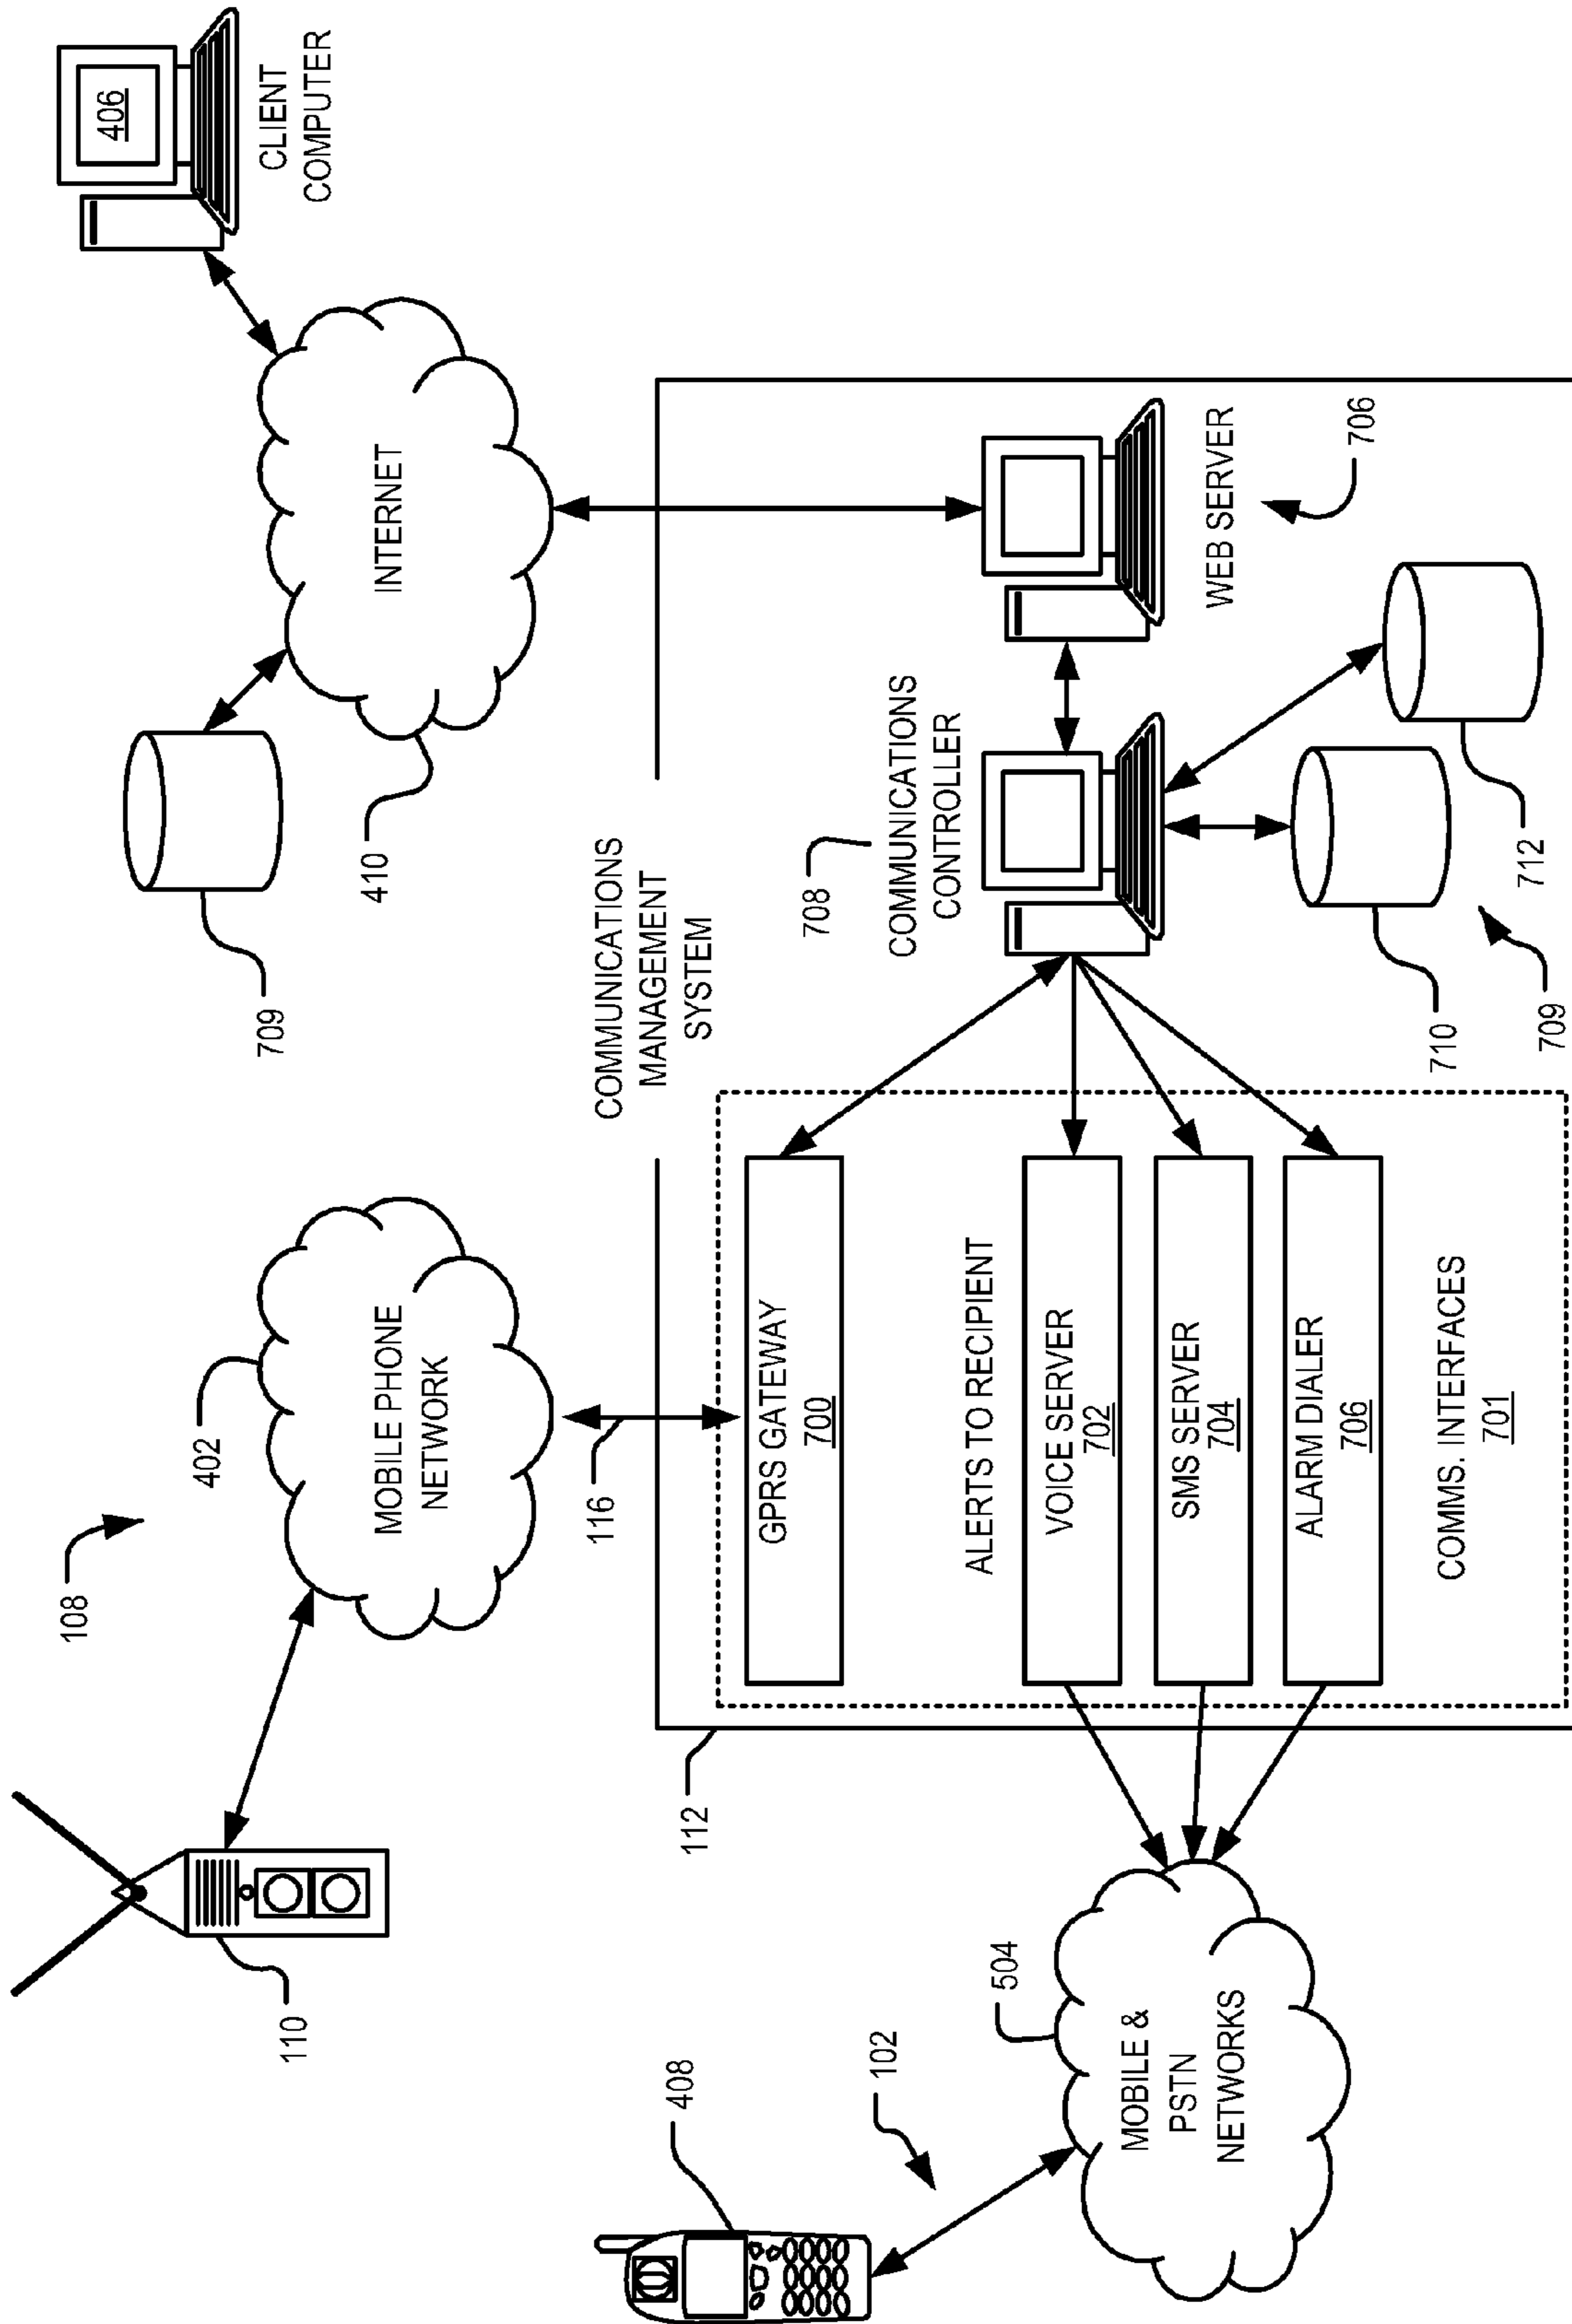 108
110
402
MOBILE PHONE
NETWORK
116
709
410
INTERNET
406
CLIENT
COMPUTER
COMMUNICATIONS
MANAGEMENT
SYSTEM
112
GPRS GATEWAY
700
ALERTS TO RECIPIENT
VOICE SERVER
702
SMS SERVER
704
ALARM DIALER
706
COMMS. INTERFACES
701
708
COMMUNICATIONS
CONTROLLER
WEB SERVER
706
710
712
709
408
102
504
MOBILE &
PSTN
NETWORKS